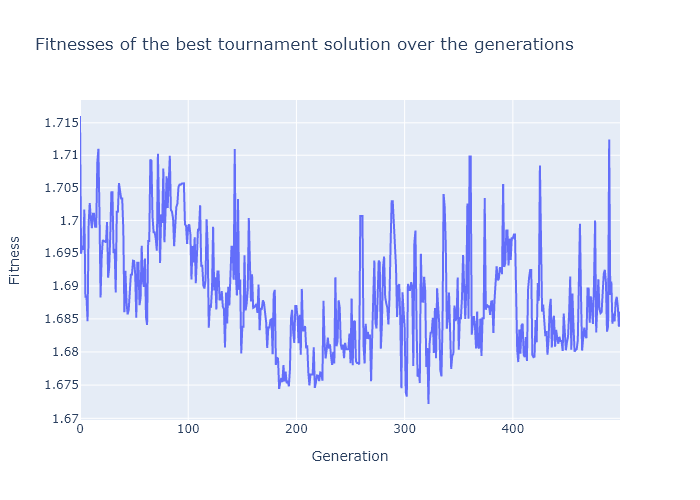 Fitnesses of the best tournament solution over the generations
1.715
1.71
1.705
1.7
1.695
1.69
1.685
1.68
1.675
1.67
Fitness
0 100 200 300 400
Generation